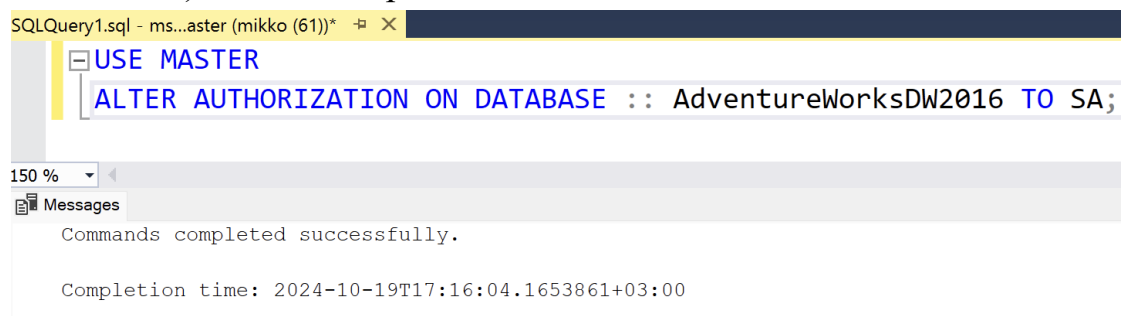 SQLQuery1.sql - ms...aster (mikko (61))*
USE MASTER
ALTER AUTHORIZATION ON DATABASE :: AdventureWorksDW2016 TO SA;
150 %
Messages
Commands completed successfully.
Completion time: 2024-10-19T17:16:04.1653861+03:00